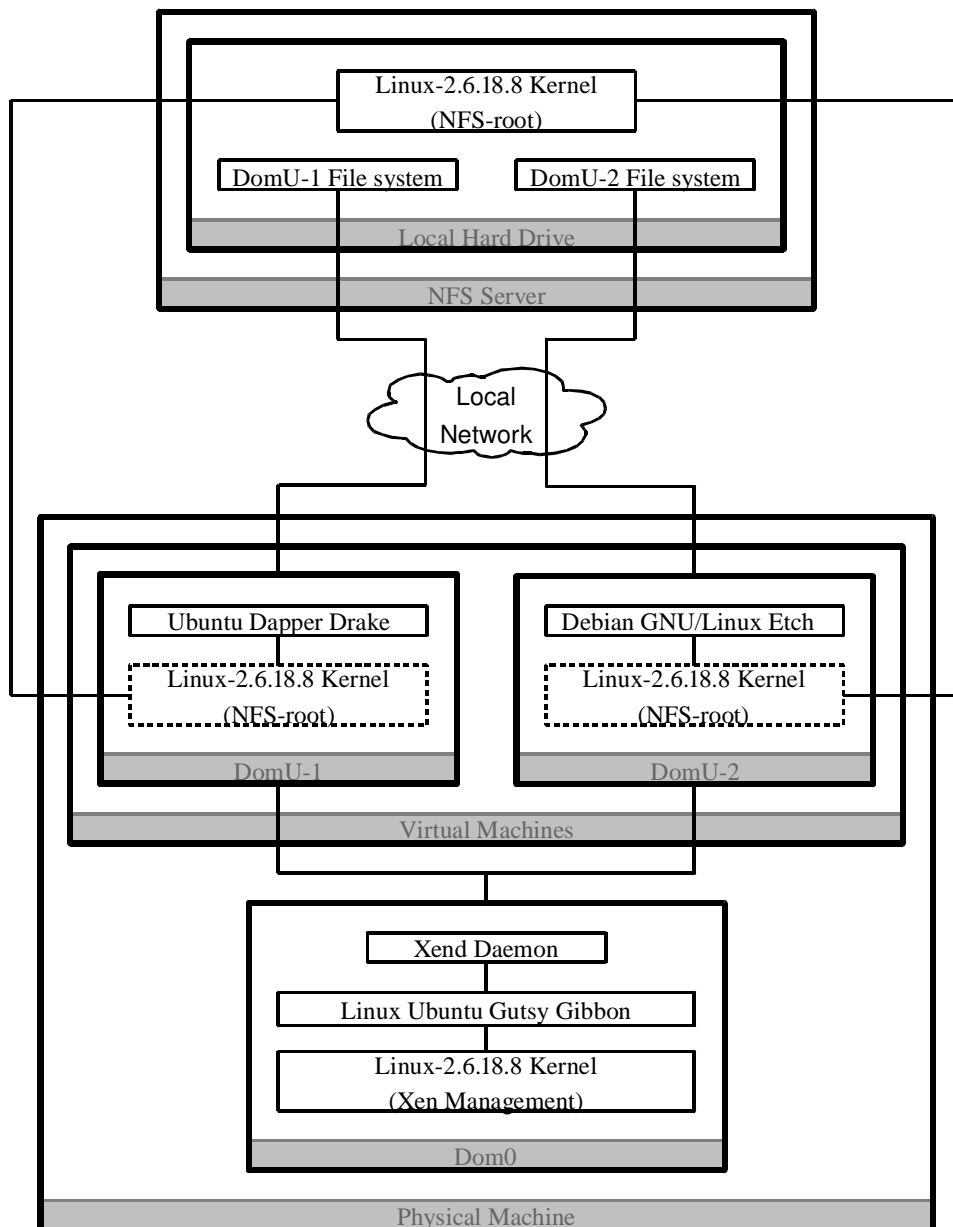 Linux-2.6.18.8 Kernel
(NFS-root)
DomU-1 File system
DomU-2 File system
Local Hard Drive
NFS Server
Local
Network
Ubuntu Dapper Drake
Debian GNU/Linux Etch
Linux-2.6.18.8 Kernel
(NFS-root)
Linux-2.6.18.8 Kernel
(NFS-root)
DomU-1
DomU-2
Virtual Machines
Xend Daemon
Linux Ubuntu Gutsy Gibbon
Linux-2.6.18.8 Kernel
(Xen Management)
Dom0
Physical Machine